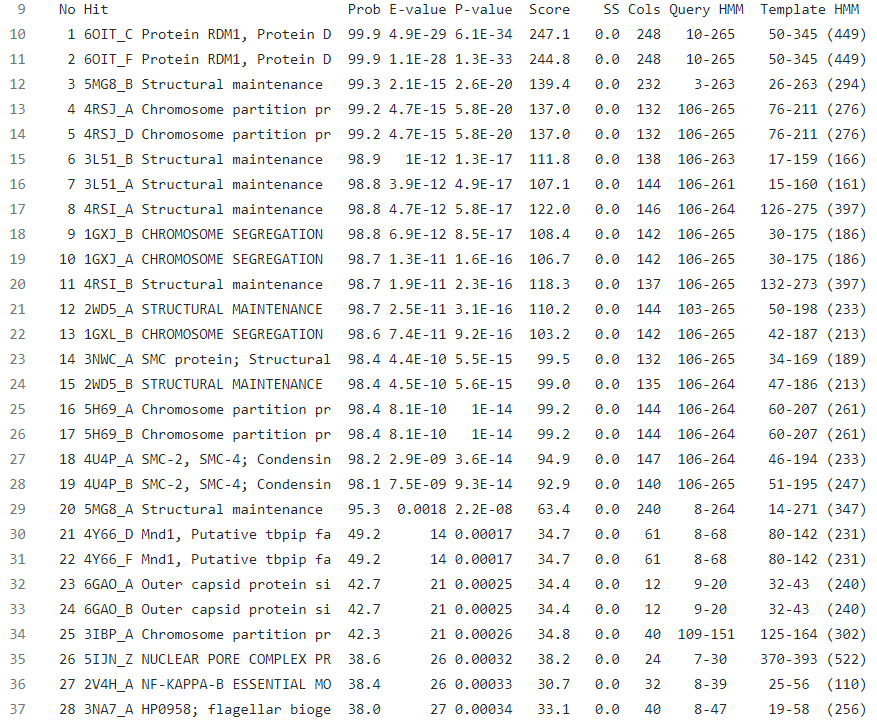 9 No Hit Prob E-value P-value Score SS Cols Query HMM Template HMM
10 1 6OIT_C Protein RDM1, Protein D 99.9 4.9E-29 6.1E-34 247.1 0.0 248 10-265 50-345 (449)
11 2 6OIT_F Protein RDM1, Protein D 99.9 1.1E-28 1.3E-33 244.8 0.0 248 10-265 50-345 (449)
12 3 5MG8_B Structural maintenance 99.3 2.1E-15 2.6E-20 139.4 0.0 232 3-263 26-263 (294)
13 4 4RSJ_A Chromosome partition pr 99.2 4.7E-15 5.8E-20 137.0 0.0 132 106-265 76-211 (276)
14 5 4RSJ_D Chromosome partition pr 99.2 4.7E-15 5.8E-20 137.0 0.0 132 106-265 76-211 (276)
15 6 3L51_B Structural maintenance 98.9 1E-12 1.3E-17 111.8 0.0 138 106-263 17-159 (166)
16 7 3L51_A Structural maintenance 98.8 3.9E-12 4.9E-17 107.1 0.0 144 106-261 15-160 (161)
17 8 4RSI_A Structural maintenance 98.8 4.7E-12 5.8E-17 122.0 0.0 146 106-264 126-275 (397)
18 9 1GXJ_B CHROMOSOME SEGREGATION 98.8 6.9E-12 8.5E-17 108.4 0.0 142 106-265 30-175 (186)
19 10 1GXJ_A CHROMOSOME SEGREGATION 98.7 1.3E-11 1.6E-16 106.7 0.0 142 106-265 30-175 (186)
20 11 4RSI_B Structural maintenance 98.7 1.9E-11 2.3E-16 118.3 0.0 137 106-265 132-273 (397)
21 12 2WD5_A STRUCTURAL MAINTENANCE 98.7 2.5E-11 3.1E-16 110.2 0.0 144 103-265 50-198 (233)
22 13 1GXL_B CHROMOSOME SEGREGATION 98.6 7.4E-11 9.2E-16 103.2 0.0 142 106-265 42-187 (213)
23 14 3NWC_A SMC protein; Structural 98.4 4.4E-10 5.5E-15 99.5 0.0 132 106-265 34-169 (189)
24 15 2WD5_B STRUCTURAL MAINTENANCE 98.4 4.5E-10 5.6E-15 99.0 0.0 135 106-264 47-186 (213)
25 16 5H69_A Chromosome partition pr 98.4 8.1E-10 1E-14 99.2 0.0 144 106-264 60-207 (261)
26 17 5H69_B Chromosome partition pr 98.4 8.1E-10 1E-14 99.2 0.0 144 106-264 60-207 (261)
27 18 4U4P_A SMC-2, SMC-4; Condensin 98.2 2.9E-09 3.6E-14 94.9 0.0 147 106-264 46-194 (233)
28 19 4U4P_B SMC-2, SMC-4; Condensin 98.1 7.5E-09 9.3E-14 92.9 0.0 140 106-265 51-195 (247)
29 20 5MG8_A Structural maintenance 95.3 0.0018 2.2E-08 63.4 0.0 240 8-264 14-271 (347)
30 21 4Y66_D Mnd1, Putative tbpip fa 49.2 14 0.00017 34.7 0.0 61 8-68 80-142 (231)
31 22 4Y66_F Mnd1, Putative tbpip fa 49.2 14 0.00017 34.7 0.0 61 8-68 80-142 (231)
32 23 6GAO_A Outer capsid protein si 42.7 21 0.00025 34.4 0.0 12 9-20 32-43 (240)
33 24 6GAO_B Outer capsid protein si 42.7 21 0.00025 34.4 0.0 12 9-20 32-43 (240)
34 25 3IBP_A Chromosome partition pr 42.3 21 0.00026 34.8 0.0 40 109-151 125-164 (302)
35 26 5IJN_Z NUCLEAR PORE COMPLEX PR 38.6 26 0.00032 38.2 0.0 24 7-30 370-393 (522)
36 27 2V4H_A NF-KAPPA-B ESSENTIAL MO 38.4 26 0.00033 30.7 0.0 32 8-39 25-56 (110)
37 28 3NA7_A HP0958; flagellar bioge 38.0 27 0.00034 33.1 0.0 40 8-47 19-58 (256)